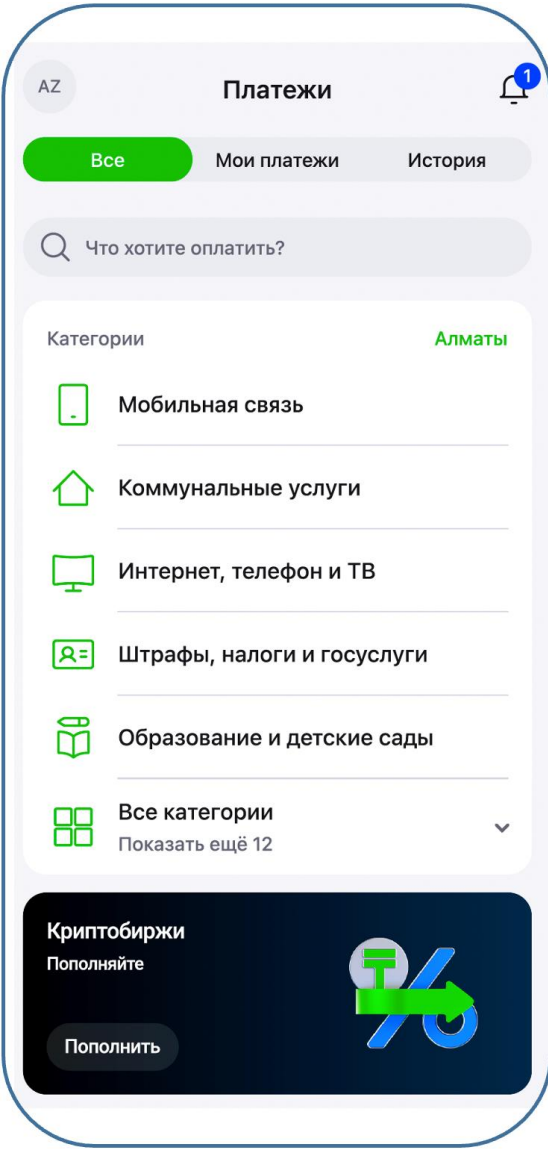 AZ
Платежи
1
Все
Мои платежи
История
Что хотите оплатить?
Категории
Алматы
Мобильная связь
Коммунальные услуги
Интернет, телефон и ТВ
Штрафы, налоги и госуслуги
Образование и детские сады
Все категории
Показать ещё 12
Криптобиржи
Пополняйте
Пополнить